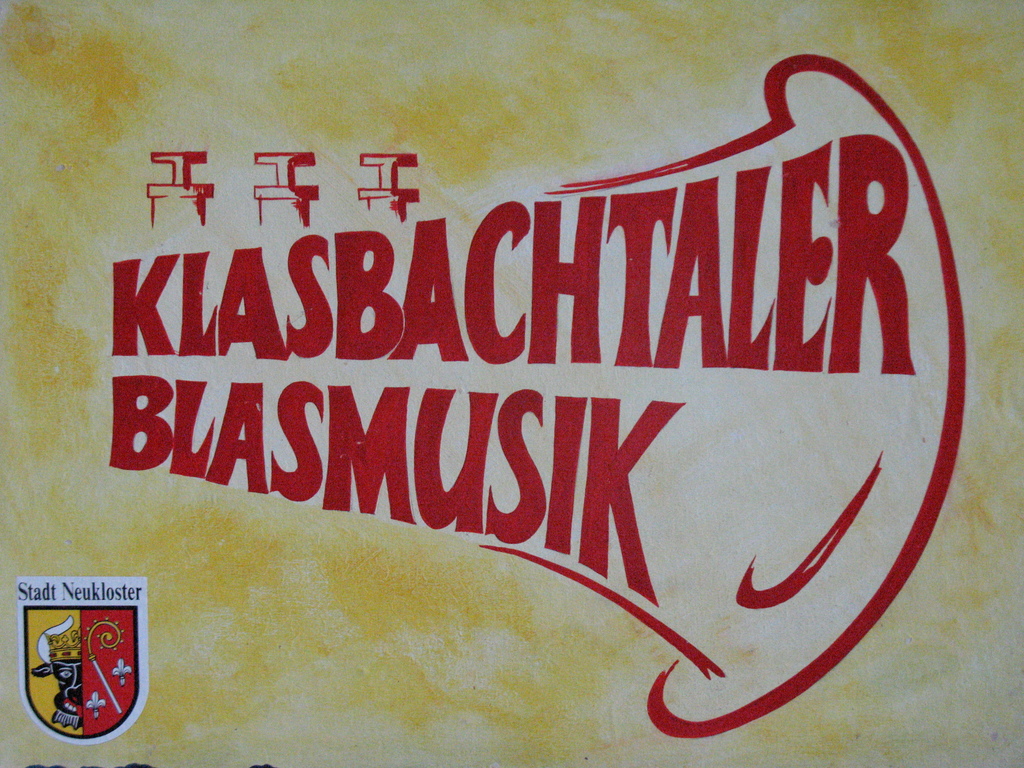 KLASBACHTALER
BLASMUSIK
Stadt Neukloster